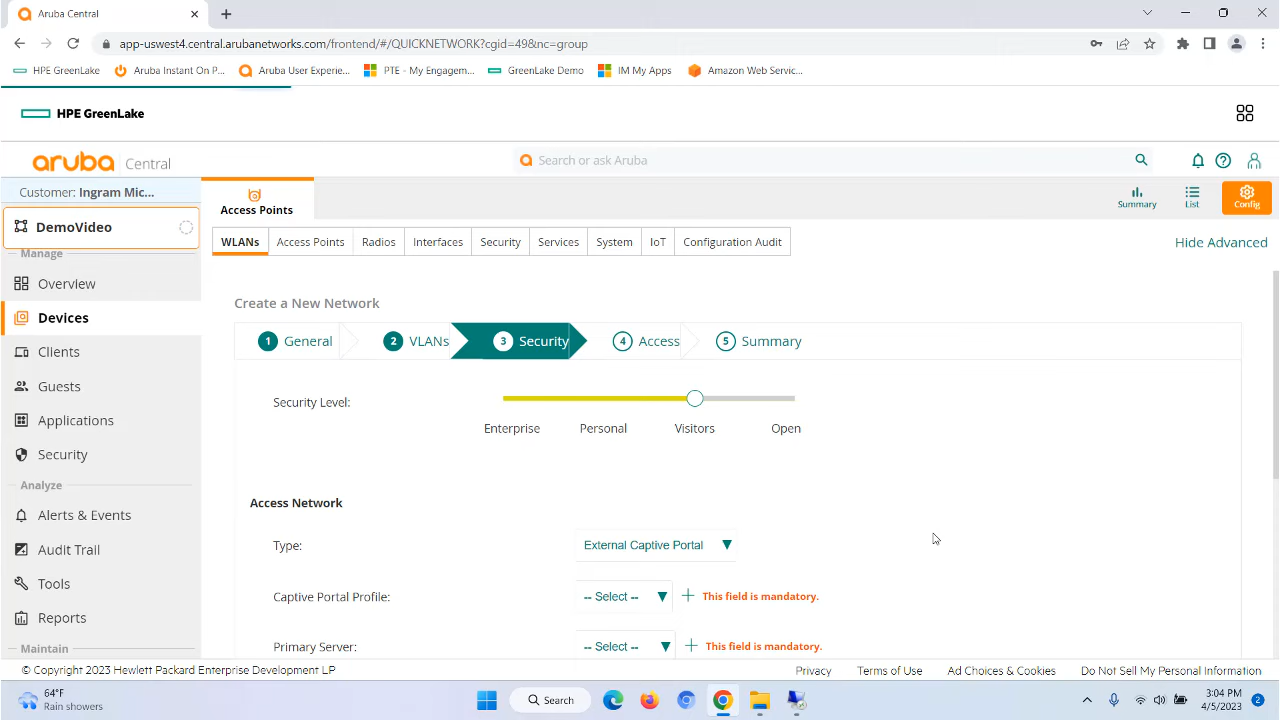 Aruba Central
app-uswest4.central.arubanetworks.com/frontend/#/QUICKNETWORK?cgid=49&nc=group
HPE GreenLake
Aruba Instant On P...
Aruba User Experie...
PTE - My Engagem...
GreenLake Demo
IM My Apps
Amazon Web Servic...
HPE GreenLake
aruba Central
Search or ask Aruba
Customer: Ingram Mic...
Access Points
Summary
List
Config
DemoVideo
WLANs
Access Points
Radios
Interfaces
Security
Services
System
IoT
Configuration Audit
Hide Advanced
Manage
Overview
Devices
Clients
Guests
Applications
Security
Analyze
Alerts & Events
Audit Trail
Tools
Reports
Maintain
Create a New Network
1 General
2 VLANs
3 Security
4 Access
5 Summary
Security Level:
Enterprise
Personal
Visitors
Open
Access Network
Type:
External Captive Portal
Captive Portal Profile:
-- Select --
This field is mandatory.
Primary Server:
-- Select --
This field is mandatory.
© Copyright 2023 Hewlett Packard Enterprise Development LP
Privacy
Terms of Use
Ad Choices & Cookies
Do Not Sell My Personal Information
64°F
Rain showers
Search
3:04 PM
4/5/2023
2